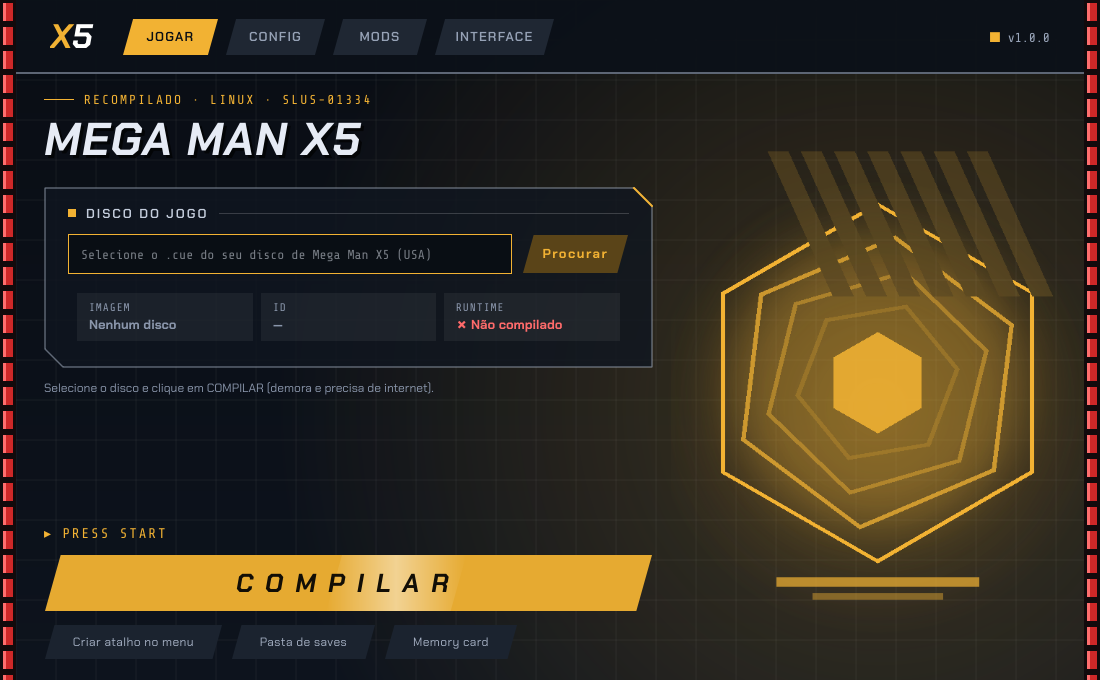 X5
JOGAR
CONFIG
MODS
INTERFACE
v1.0.0
RECOMPILADO · LINUX · SLUS-01334
MEGA MAN X5
DISCO DO JOGO
Selecione o .cue do seu disco de Mega Man X5 (USA)
Procurar
IMAGEM
Nenhum disco
ID
—
RUNTIME
× Não compilado
Selecione o disco e clique em COMPILAR (demora e precisa de internet).
▶ PRESS START
COMPILAR
Criar atalho no menu
Pasta de saves
Memory card